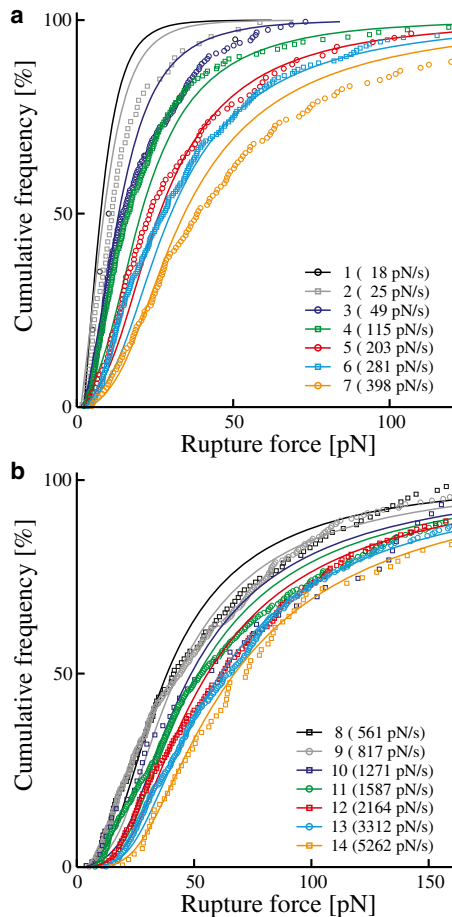 a
100
Cumulative frequency [%]
50
1 ( 18 pN/s)
2 ( 25 pN/s)
3 ( 49 pN/s)
4 ( 115 pN/s)
5 ( 203 pN/s)
6 ( 281 pN/s)
7 ( 398 pN/s)
0
50
100
Rupture force [pN]
b
100
Cumulative frequency [%]
50
8 ( 561 pN/s)
9 ( 817 pN/s)
10 (1271 pN/s)
11 (1587 pN/s)
12 (2164 pN/s)
13 (3312 pN/s)
14 (5262 pN/s)
0
50
100
150
Rupture force [pN]